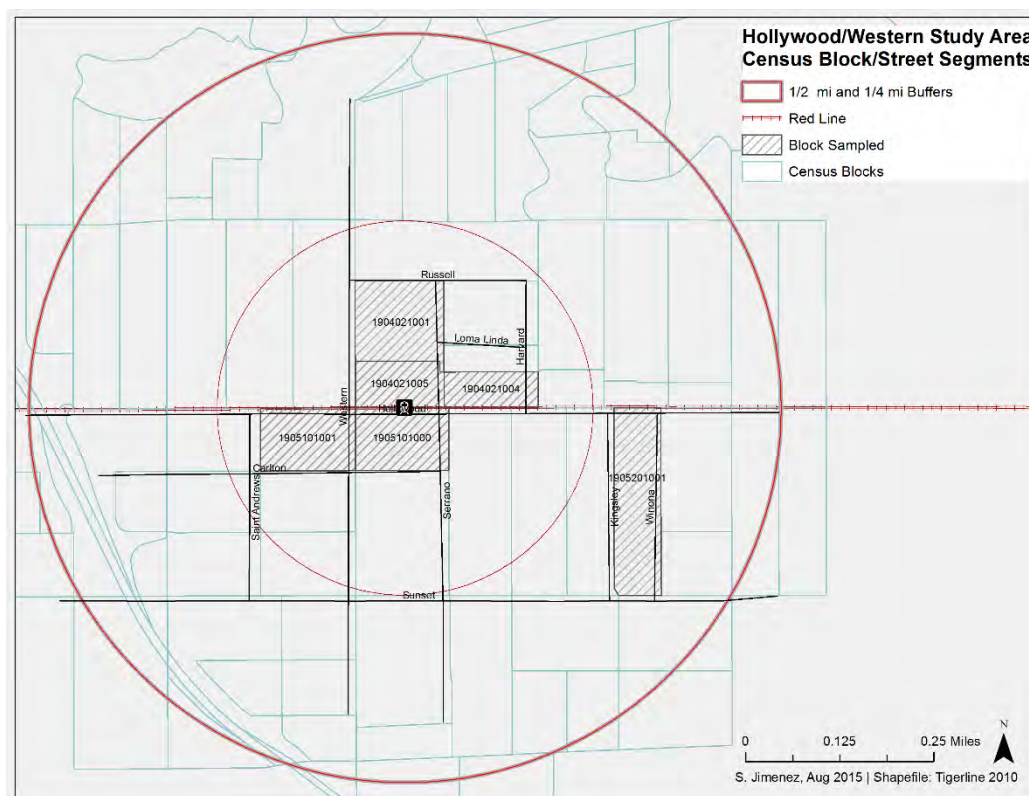 Hollywood/Western Study Area
Census Block/Street Segments
1/2 mi and 1/4 mi Buffers
Red Line
Block Sampled
Census Blocks
Russell
1904021001
Loma Linda
Harvard
Western
1904021005
1904021004
1905101001
1905101000
Carlton
Saint Andrews
Serrano
1905201001
Kingsley
Winona
Sunset
N
0 0.125 0.25 Miles
S. Jimenez, Aug 2015 | Shapefile: Tigerline 2010